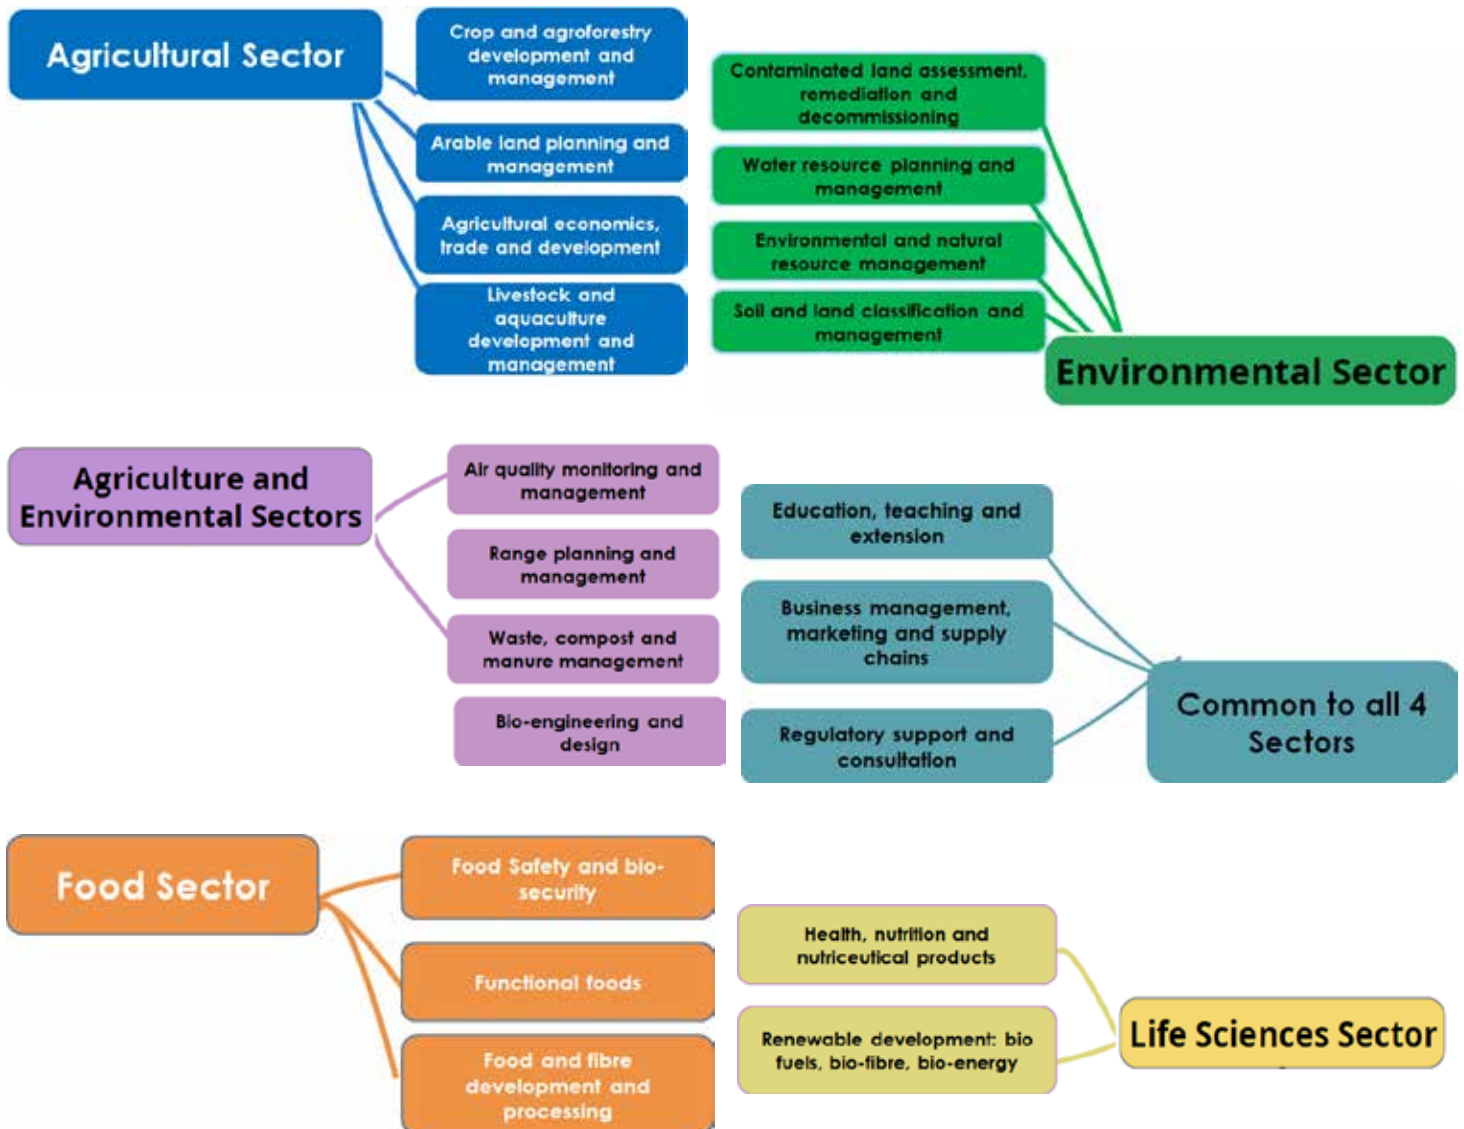 Agricultural Sector
Crop and agroforestry
development and
management
Arable land planning and
management
Agricultural economics,
trade and development
Livestock and
aquaculture
development and
management
Contaminated land assessment,
remediation and
decommissioning
Water resource planning and
management
Environmental and natural
resource management
Soil and land classification and
management
Environmental Sector
Agriculture and
Environmental Sectors
Air quality monitoring and
management
Range planning and
management
Waste, compost and
manure management
Bio-engineering and
design
Education, teaching and
extension
Business management,
marketing and supply
chains
Regulatory support and
consultation
Common to all 4
Sectors
Food Sector
Food Safety and bio-
security
Functional foods
Food and fibre
development and
processing
Health, nutrition and
nutriceutical products
Renewable development: bio
fuels, bio-fibre, bio-energy
Life Sciences Sector